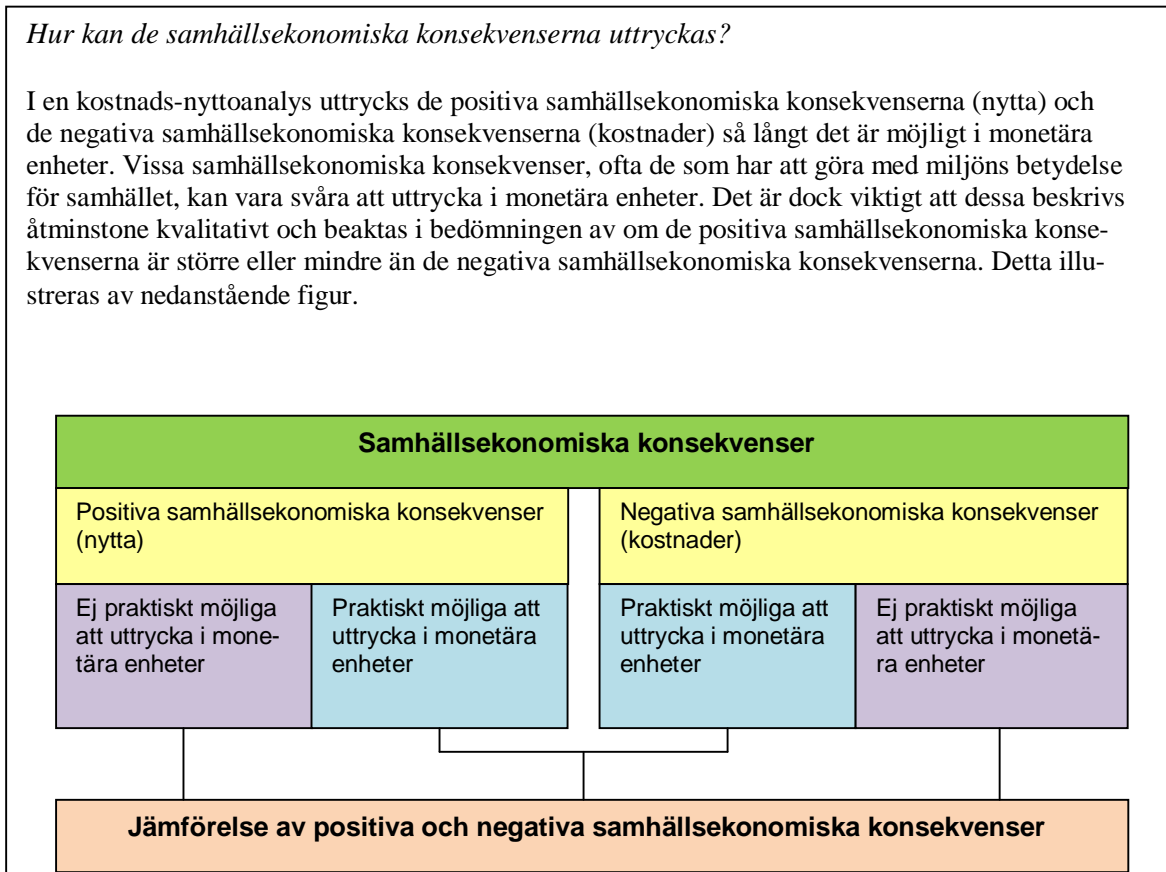 Hur kan de samhällsekonomiska konsekvenserna uttryckas?
I en kostnads-nyttoanalys uttrycks de positiva samhällsekonomiska konsekvenserna (nytta) och
de negativa samhällsekonomiska konsekvenserna (kostnader) så långt det är möjligt i monetära
enheter. Vissa samhällsekonomiska konsekvenser, ofta de som har att göra med miljöns betydelse
för samhället, kan vara svåra att uttrycka i monetära enheter. Det är dock viktigt att dessa beskrivs
åtminstone kvalitativt och beaktas i bedömningen av om de positiva samhällsekonomiska konse-
kvenserna är större eller mindre än de negativa samhällsekonomiska konsekvenserna. Detta illu-
streras av nedanstående figur.
Samhällsekonomiska konsekvenser
Positiva samhällsekonomiska konsekvenser
(nytta)
Negativa samhällsekonomiska konsekvenser
(kostnader)
Ej praktiskt möjliga
att uttrycka i mone-
tära enheter
Praktiskt möjliga att
uttrycka i monetära
enheter
Praktiskt möjliga att
uttrycka i monetära
enheter
Ej praktiskt möjliga
att uttrycka i monetä-
ra enheter
Jämförelse av positiva och negativa samhällsekonomiska konsekvenser